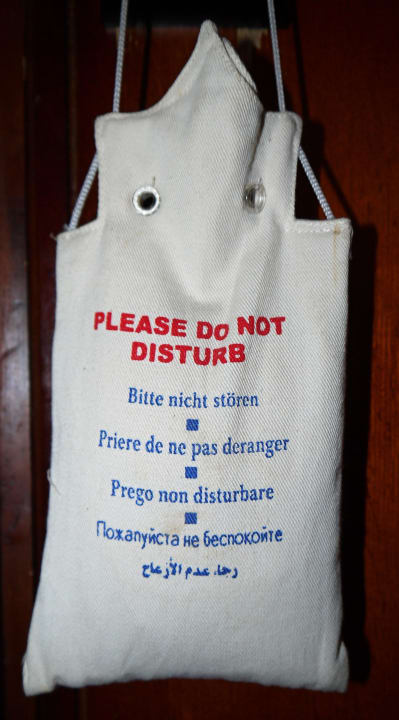 PLEASE DO NOT
DISTURB
Bitte nicht stören
Priere de ne pas deranger
Prego non disturbare
Пожалуйста не беспокойте
رجاء عدم الأزعاج